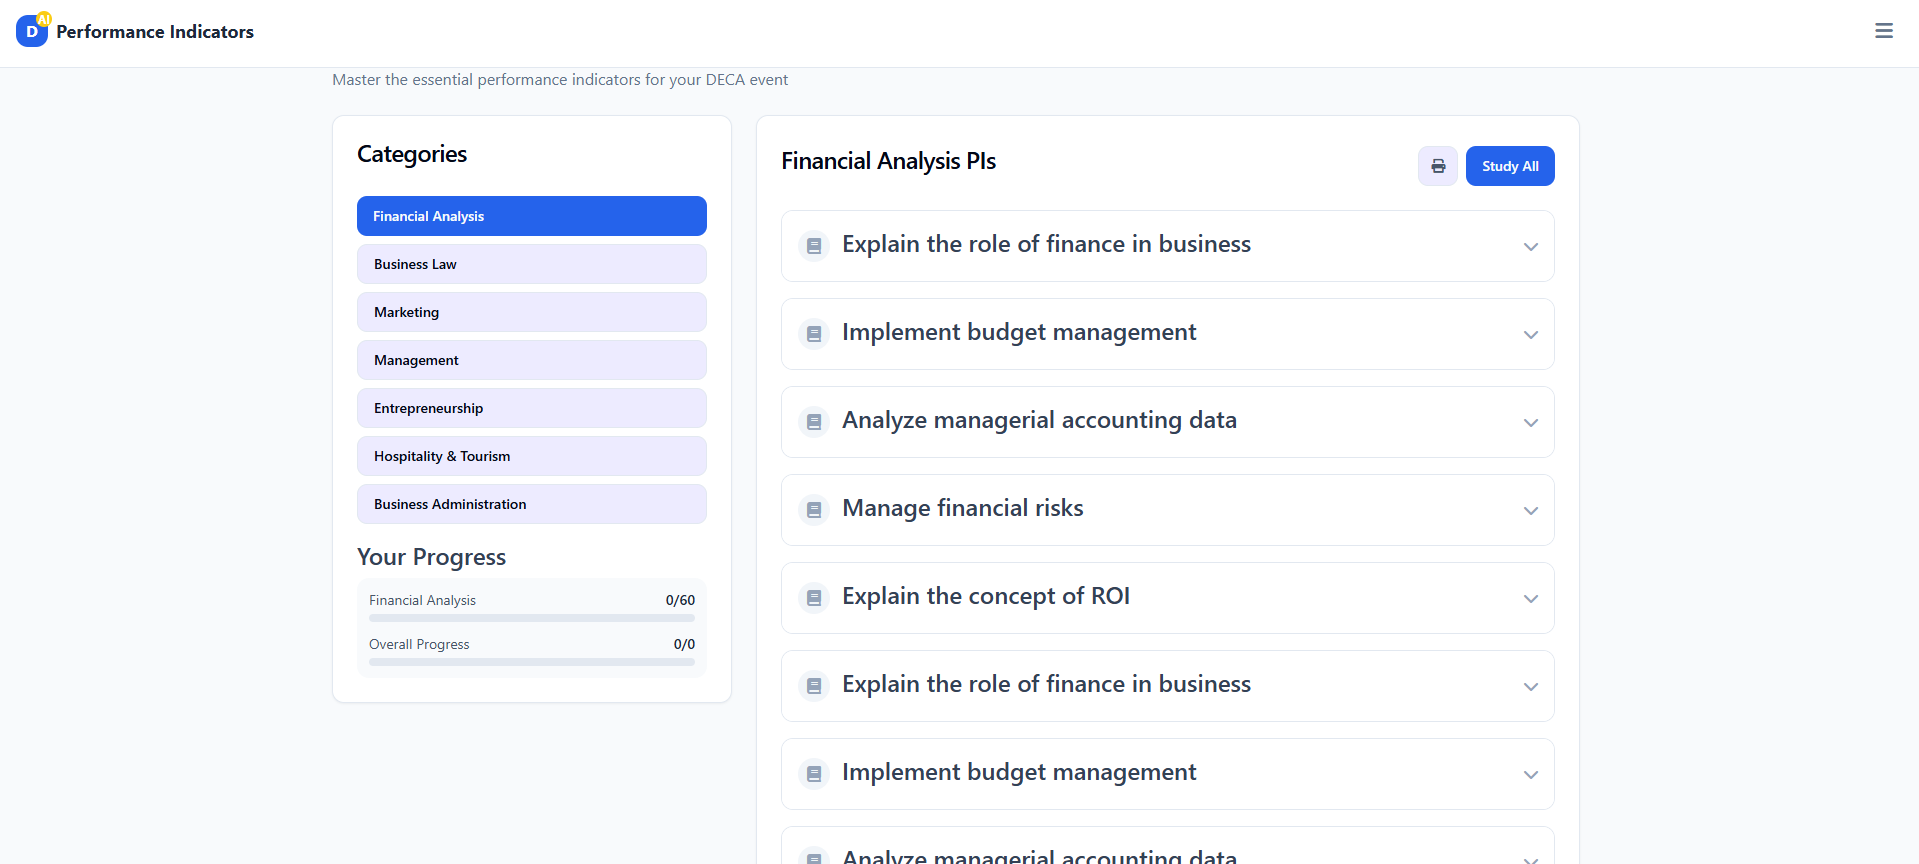 D
AI
Performance Indicators
Master the essential performance indicators for your DECA event
Categories
Financial Analysis
Business Law
Marketing
Management
Entrepreneurship
Hospitality & Tourism
Business Administration
Your Progress
Financial Analysis 0/60
Overall Progress 0/0
Financial Analysis PIs
Study All
Explain the role of finance in business
Implement budget management
Analyze managerial accounting data
Manage financial risks
Explain the concept of ROI
Explain the role of finance in business
Implement budget management
Analyze managerial accounting data